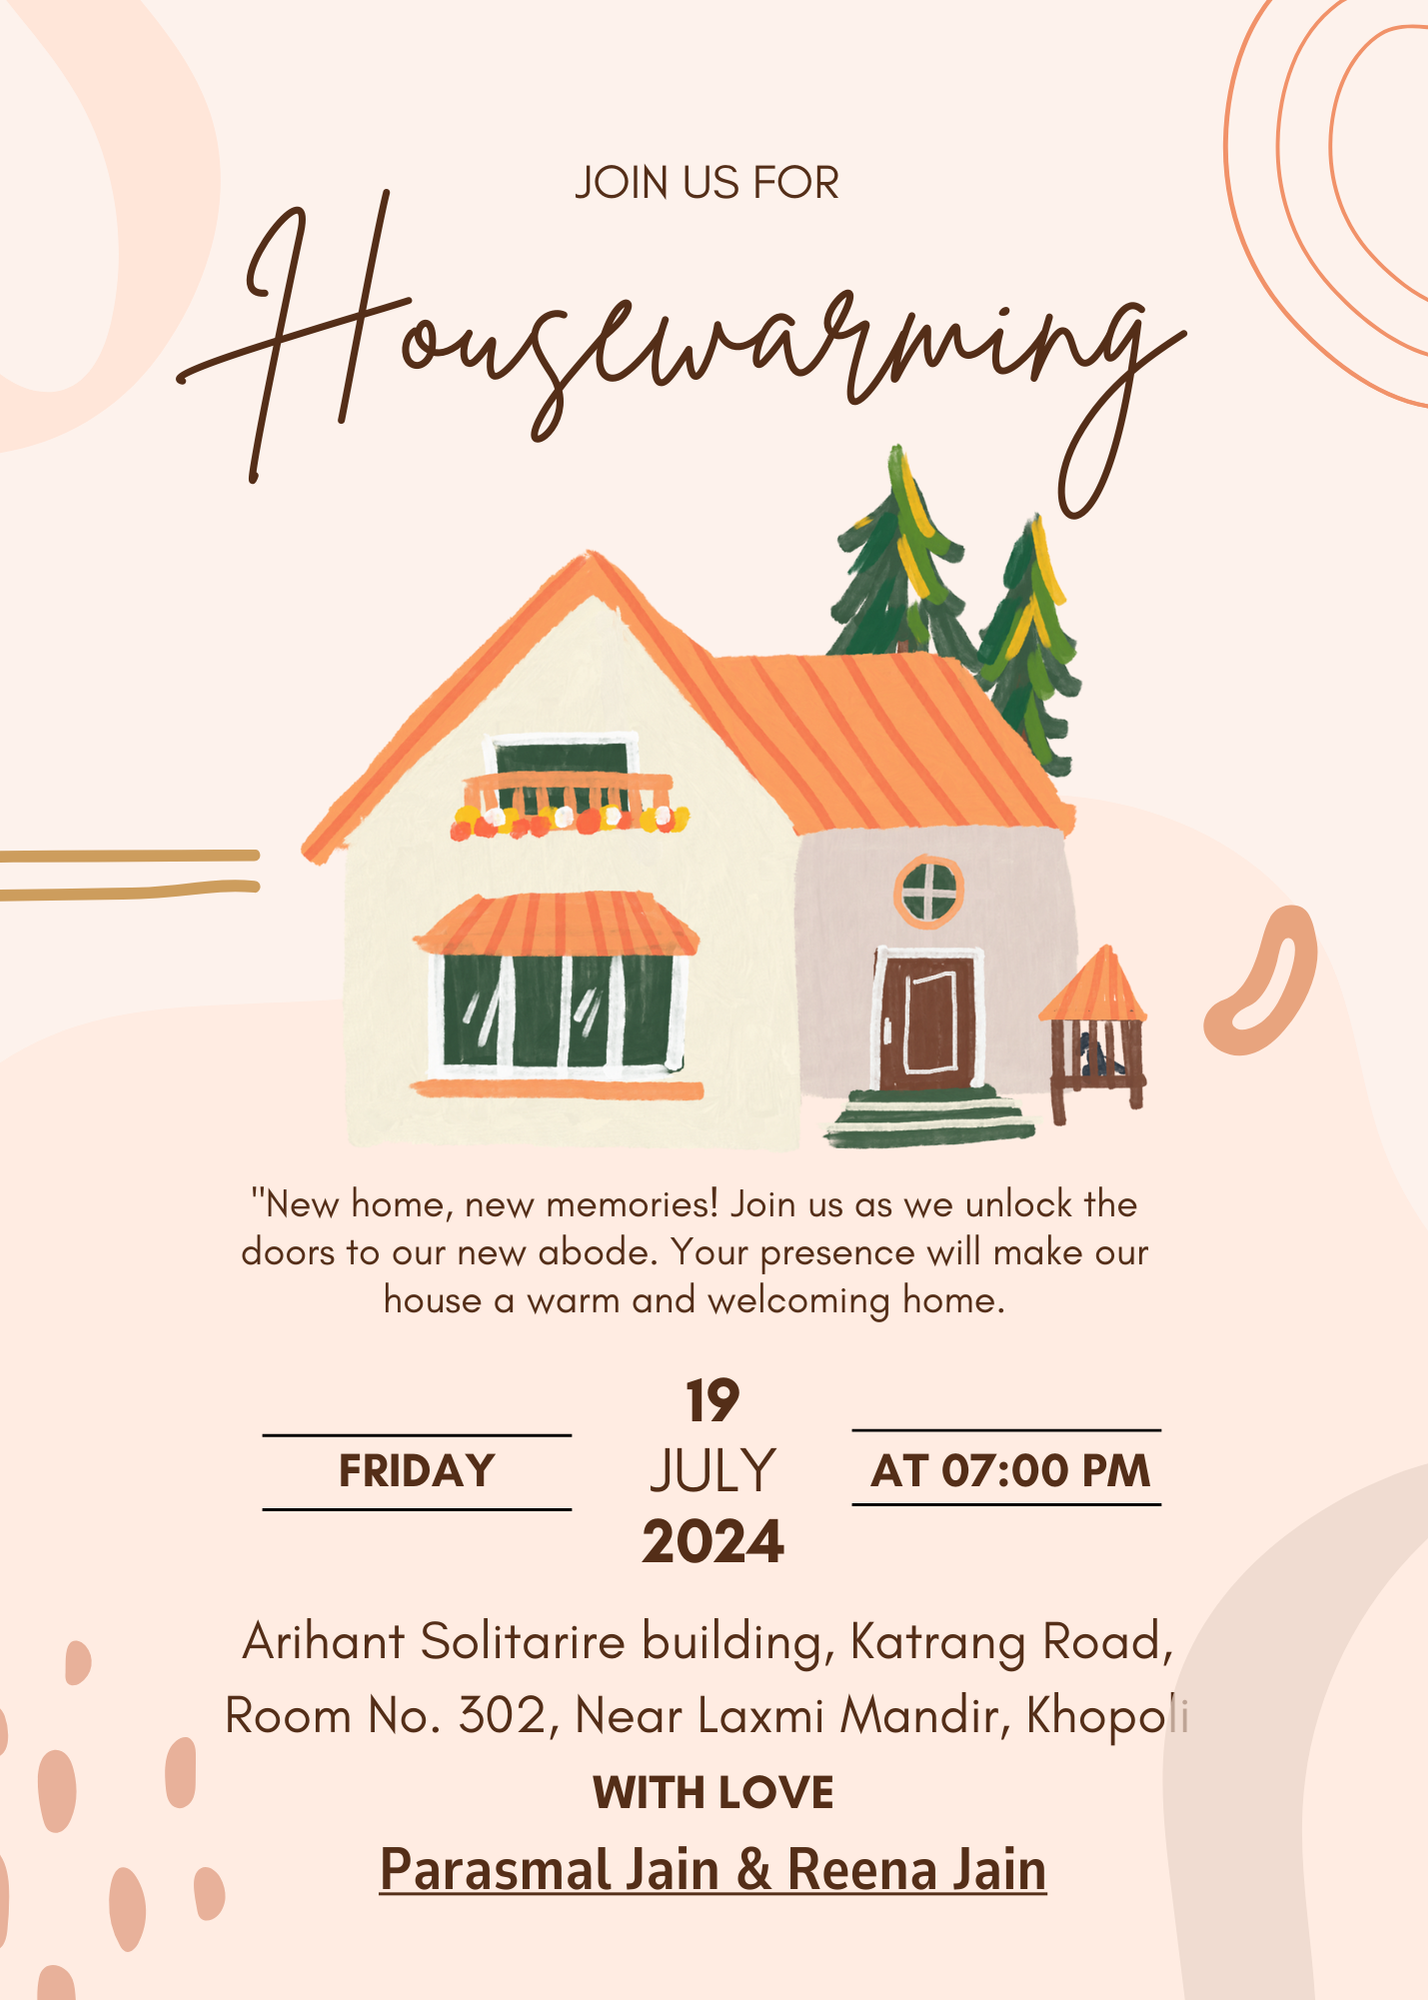 JOIN US FOR
Housewarming
"New home, new memories! Join us as we unlock the
doors to our new abode. Your presence will make our
house a warm and welcoming home.
19
FRIDAY
JULY
AT 07:00 PM
2024
Arihant Solitarire building, Katrang Road,
Room No. 302, Near Laxmi Mandir, Khopoli
WITH LOVE
Parasmal Jain & Reena Jain